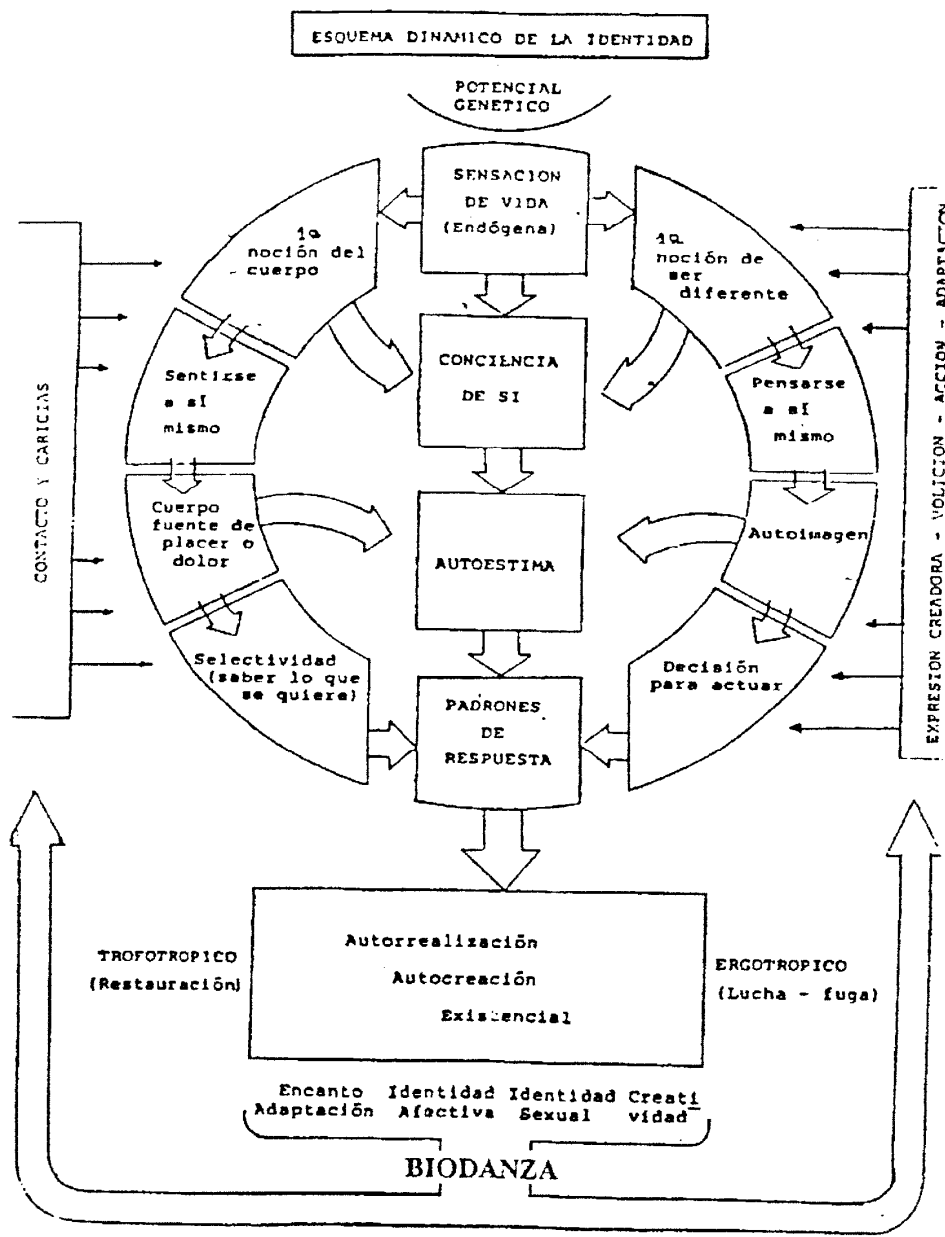 ESQUEMA DINAMICO DE LA IDENTIDAD
POTENCIAL
GENETICO
SENSACION
DE VIDA
(Endógena)
1a
noción del
cuerpo
1a
noción de
ser
diferente
CONCIENCIA
DE SI
Sentirse
a sí
mismo
Pensarse
a sí
mismo
CONTACTO Y CARICIAS
EXPRESION CREADORA - VOLICION - ACCION - ADAPTACION
Cuerpo
fuente de
placer o
dolor
AUTOESTIMA
Autoimagen
Selectividad
(saber lo que
se quiere)
PADRONES
DE
RESPUESTA
Decisión
para actuar
TROFOTROPICO
(Restauración)
Autorrealización
Autocreación
Existencial
ERGOTROPICO
(Lucha - fuga)
Encanto Identidad Identidad Creati
Adaptación Afectiva Sexual vidad
BIODANZA